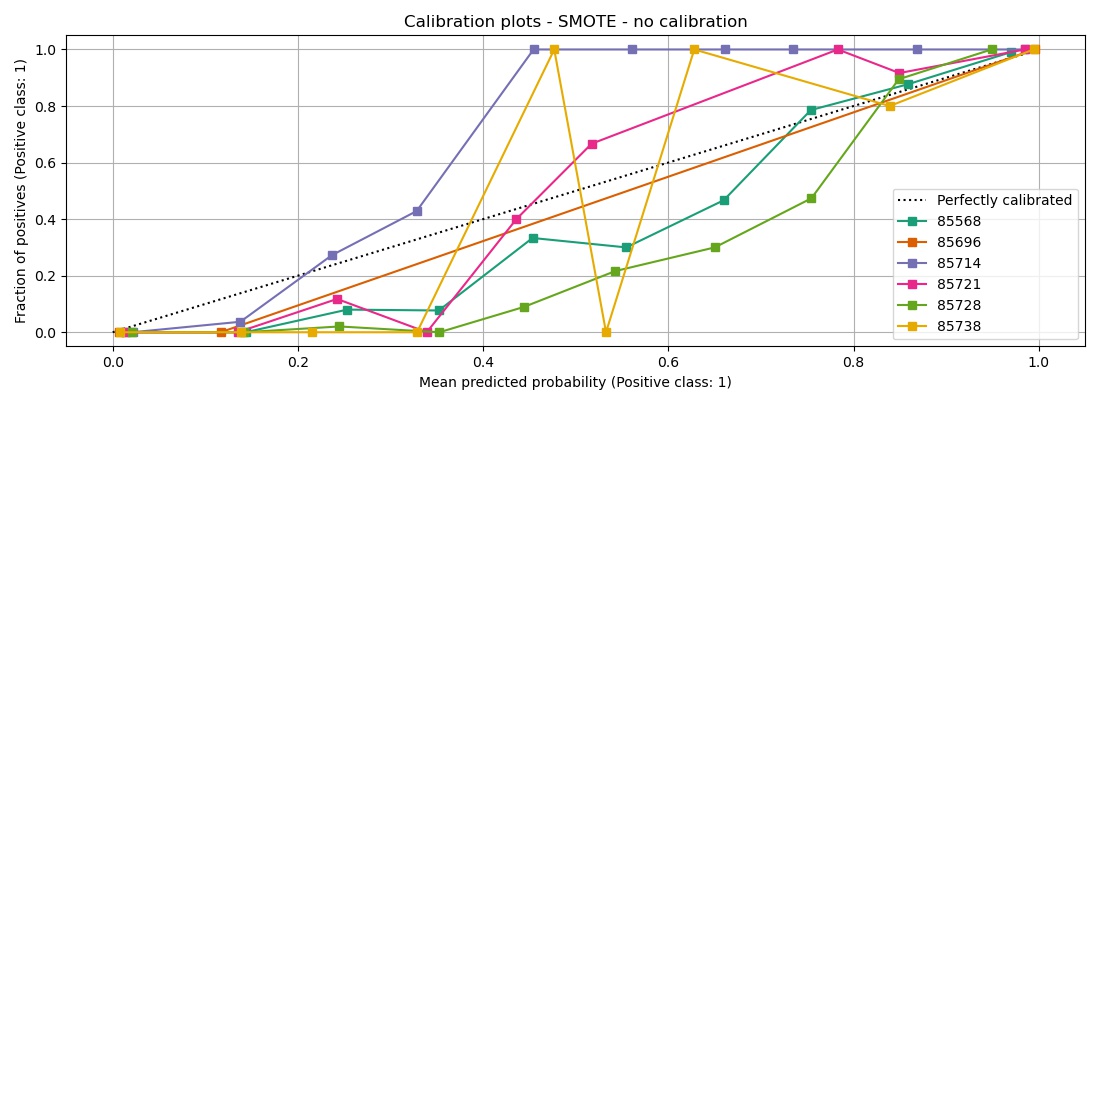 Calibration plots - SMOTE - no calibration
Fraction of positives (Positive class: 1)
1.0
0.8
0.6
0.4
0.2
0.0
Perfectly calibrated
85568
85696
85714
85721
85728
85738
0.0 0.2 0.4 0.6 0.8 1.0
Mean predicted probability (Positive class: 1)